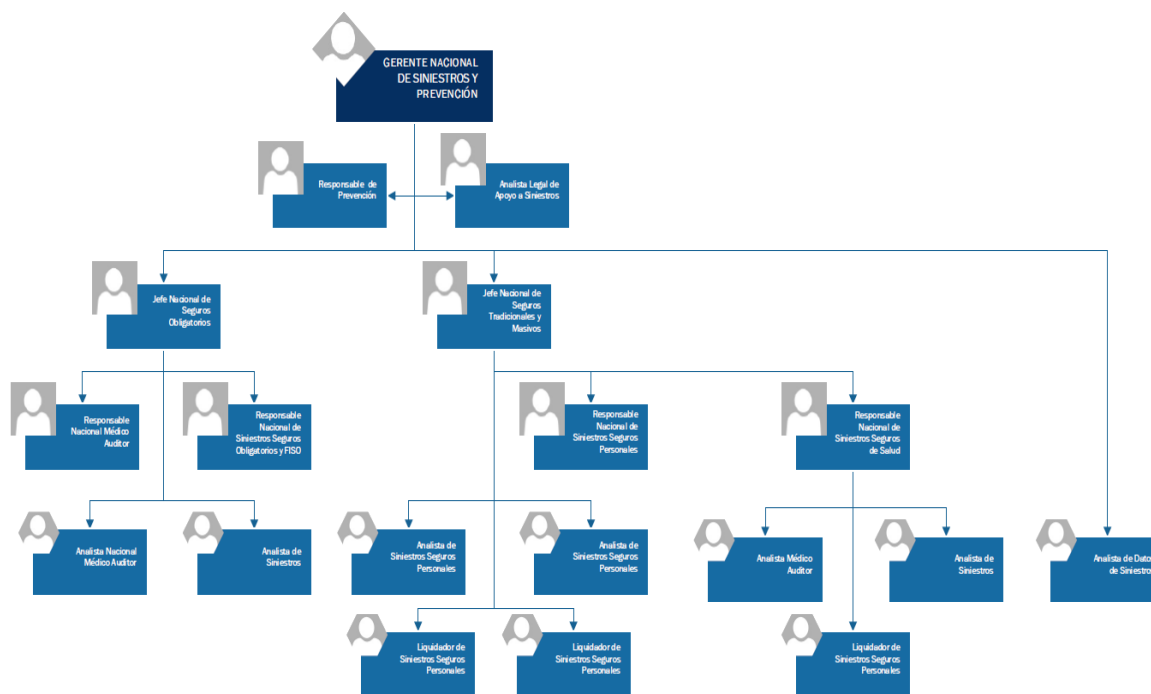 GERENTE NACIONAL
DE SINIESTROS Y
PREVENCIÓN
Responsable de
Prevención
Analista Legal de
Apoyo a Siniestros
Jefe Nacional de
Seguros
Obligatorios
Jefe Nacional de
Seguros
Tradicionales y
Masivos
Responsable
Nacional Médico
Auditor
Responsable
Nacional de
Siniestros Seguros
Obligatorios y FISO
Responsable
Nacional de
Siniestros Seguros
Personales
Responsable
Nacional de
Siniestros Seguros
de Salud
Analista Nacional
Médico Auditor
Analista de
Siniestros
Analista de
Siniestros Seguros
Personales
Analista de
Siniestros Seguros
Personales
Analista Médico
Auditor
Analista de
Siniestros
Analista de Dato
de Siniestro
Liquidador de
Siniestros Seguros
Personales
Liquidador de
Siniestros Seguros
Personales
Liquidador de
Siniestros Seguros
Personales